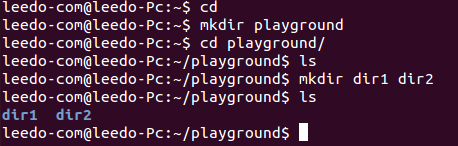 leedo-com@leedo-Pc:~$ cd
leedo-com@leedo-Pc:~$ mkdir playground
leedo-com@leedo-Pc:~$ cd playground/
leedo-com@leedo-Pc:~/playground$ ls
leedo-com@leedo-Pc:~/playground$ mkdir dir1 dir2
leedo-com@leedo-Pc:~/playground$ ls
dir1  dir2
leedo-com@leedo-Pc:~/playground$